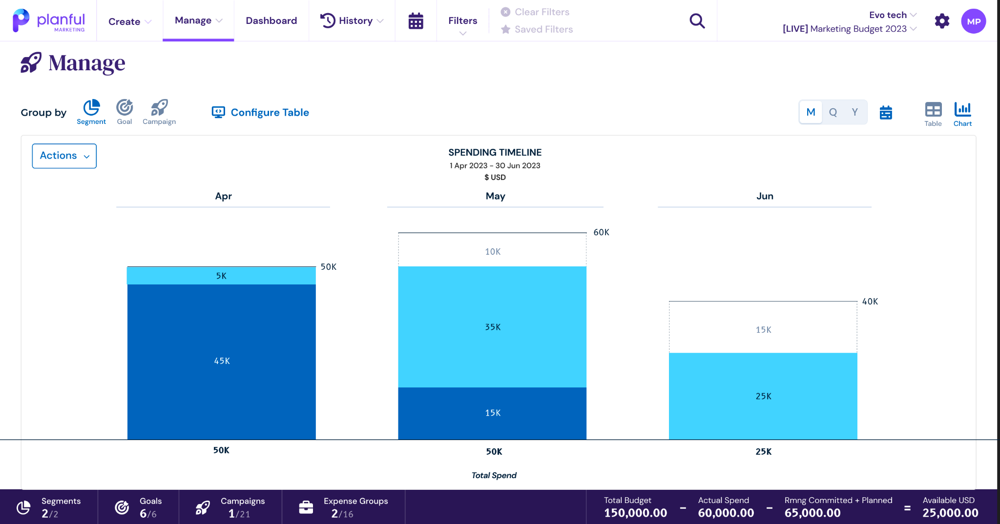 planful
MARKETING
Create
Manage
Dashboard
History
Filters
Clear Filters
Saved Filters
Evo tech
[LIVE] Marketing Budget 2023
MP
Manage
Group by
Segment
Goal
Campaign
Configure Table
M Q Y
Table
Chart
Actions
SPENDING TIMELINE
1 Apr 2023 - 30 Jun 2023
$ USD
Apr
May
Jun
60K
10K
50K
5K
40K
15K
35K
45K
25K
15K
50K
50K
25K
Total Spend
Segments
2/2
Goals
6/6
Campaigns
1/21
Expense Groups
2/16
Total Budget
150,000.00
–
Actual Spend
60,000.00
–
Rmng Committed + Planned
65,000.00
=
Available USD
25,000.00